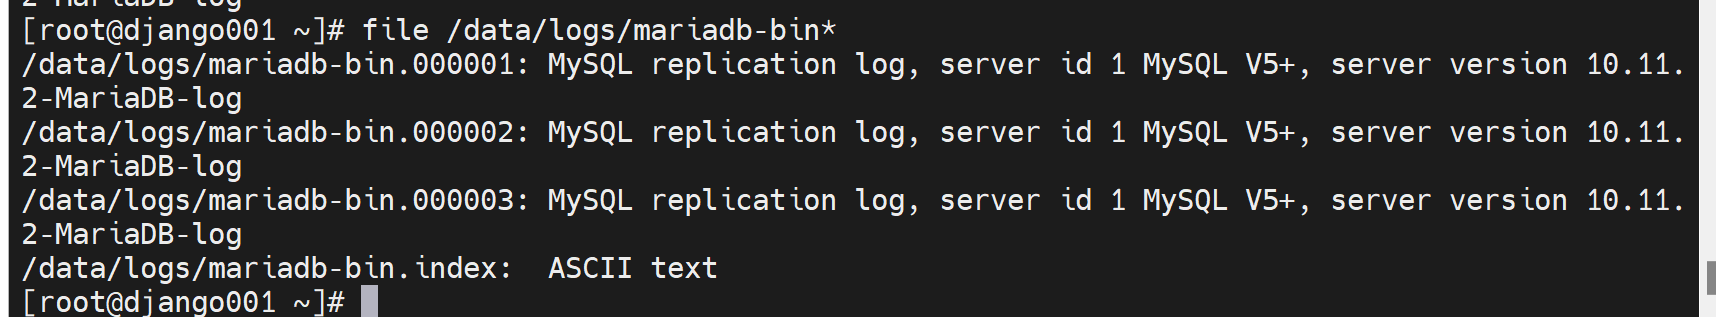 2-MariaDB-log
[root@django001 ~]# file /data/logs/mariadb-bin*
/data/logs/mariadb-bin.000001: MySQL replication log, server id 1 MySQL V5+, server version 10.11.
2-MariaDB-log
/data/logs/mariadb-bin.000002: MySQL replication log, server id 1 MySQL V5+, server version 10.11.
2-MariaDB-log
/data/logs/mariadb-bin.000003: MySQL replication log, server id 1 MySQL V5+, server version 10.11.
2-MariaDB-log
/data/logs/mariadb-bin.index:  ASCII text
[root@django001 ~]#